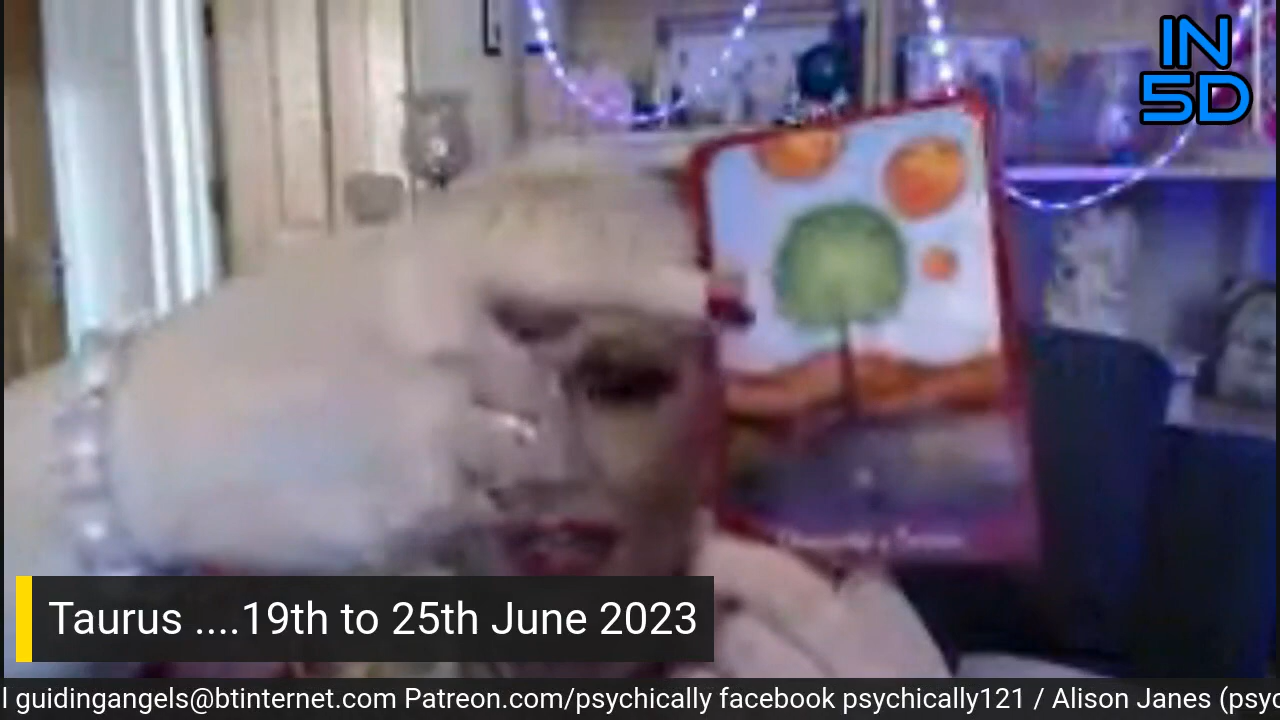 IN
5D
Taurus ....19th to 25th June 2023
l guidingangels@btinternet.com Patreon.com/psychically facebook psychically121 / Alison Janes (psyc